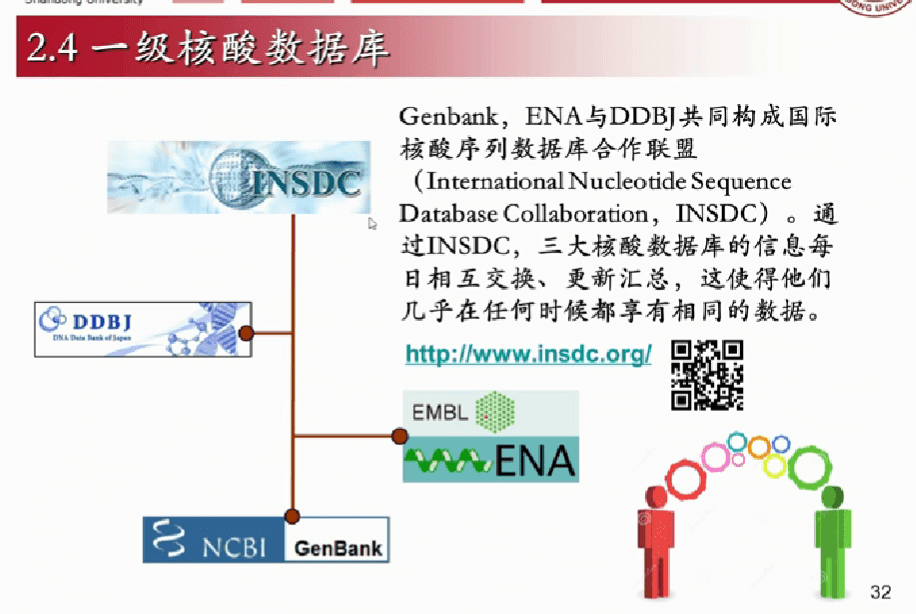 Shandong University
2.4 一级核酸数据库
INSDC
Genbank，ENA与DDBJ共同构成国际
核酸序列数据库合作联盟
（International Nucleotide Sequence
Database Collaboration，INSDC）。通
过INSDC，三大核酸数据库的信息每
日相互交换、更新汇总，这使得他们
几乎在任何时候都享有相同的数据。
http://www.insdc.org/
DDBJ
DNA Data Bank of Japan
EMBL
ENA
NCBI GenBank
32